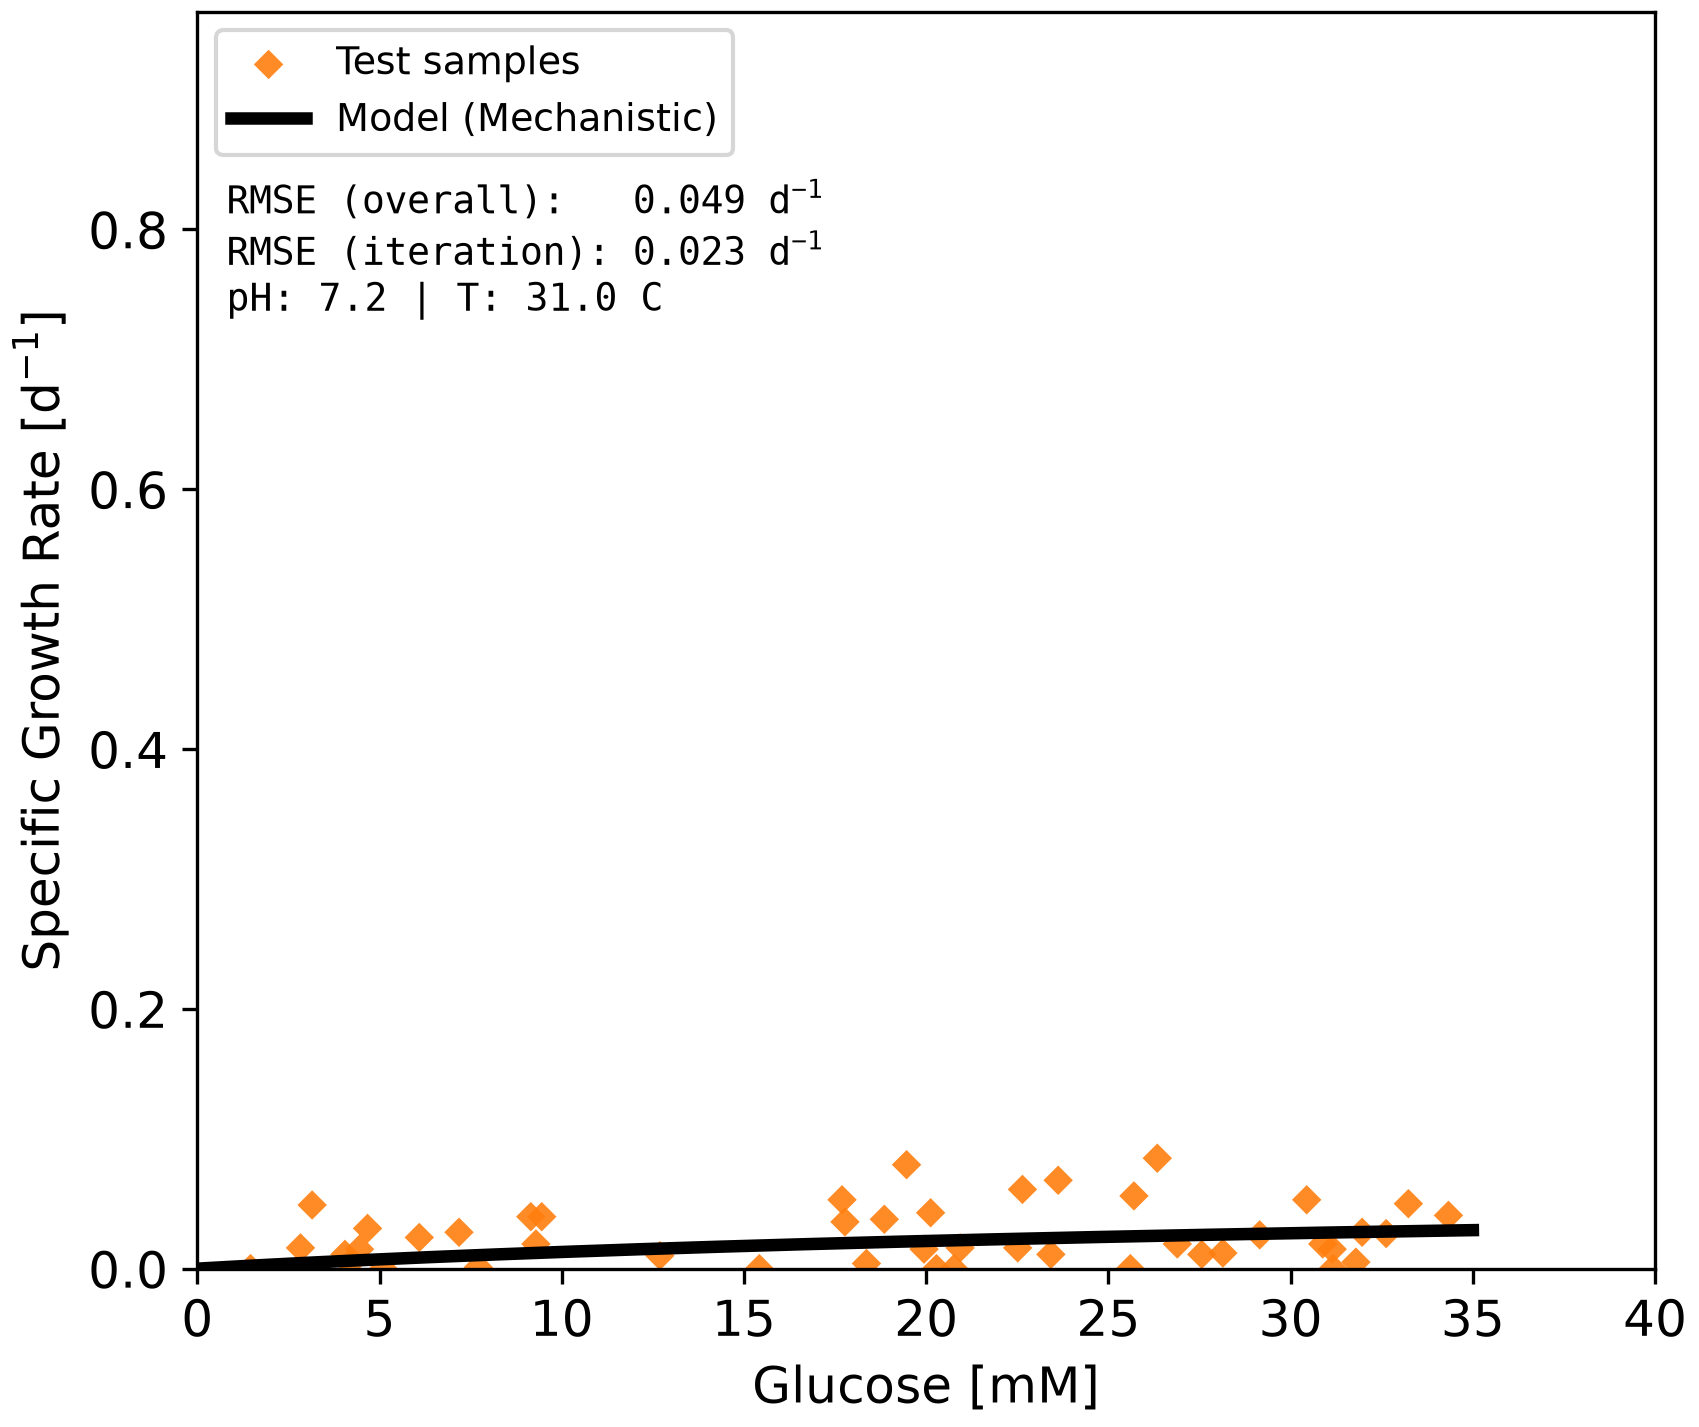 Test samples
Model (Mechanistic)
RMSE (overall):   0.049 d⁻¹
RMSE (iteration): 0.023 d⁻¹
pH: 7.2 | T: 31.0 C
Specific Growth Rate [d⁻¹]
0.8
0.6
0.4
0.2
0.0
0 5 10 15 20 25 30 35 40
Glucose [mM]